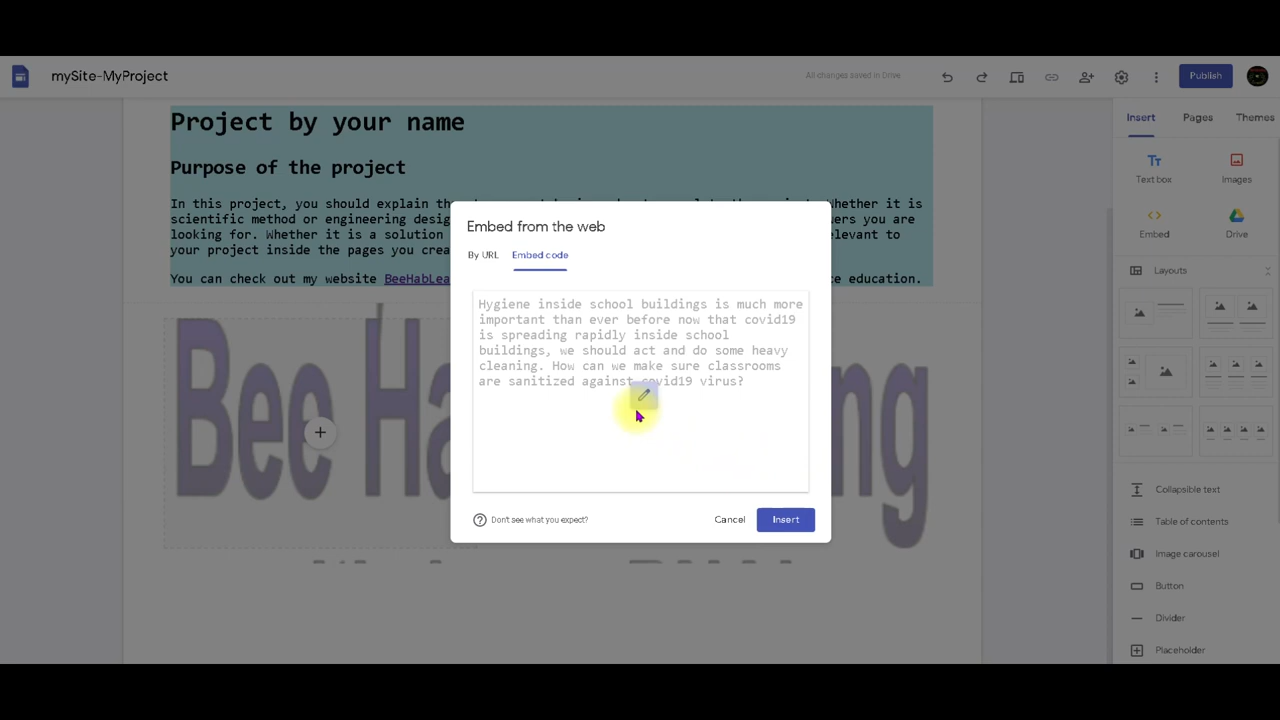 mySite-MyProject
All changes saved in Drive
Publish
Insert
Pages
Themes
Project by your name
Purpose of the project
In this project, you should explain th
Whether it is
scientific method or engineering desig
ers you are
looking for. Whether it is a solution
elevant to
your project inside the pages you crea
You can check out my website BeeHabLea
ce education.
Embed from the web
By URL
Embed code
Hygiene inside school buildings is much more
important than ever before now that covid19
is spreading rapidly inside school
buildings, we should act and do some heavy
cleaning. How can we make sure classrooms
are sanitized against covid19 virus?
Don't see what you expect?
Cancel
Insert
Bee Ha
ing
Text box
Images
Embed
Drive
Layouts
Collapsible text
Table of contents
Image carousel
Button
Divider
Placeholder